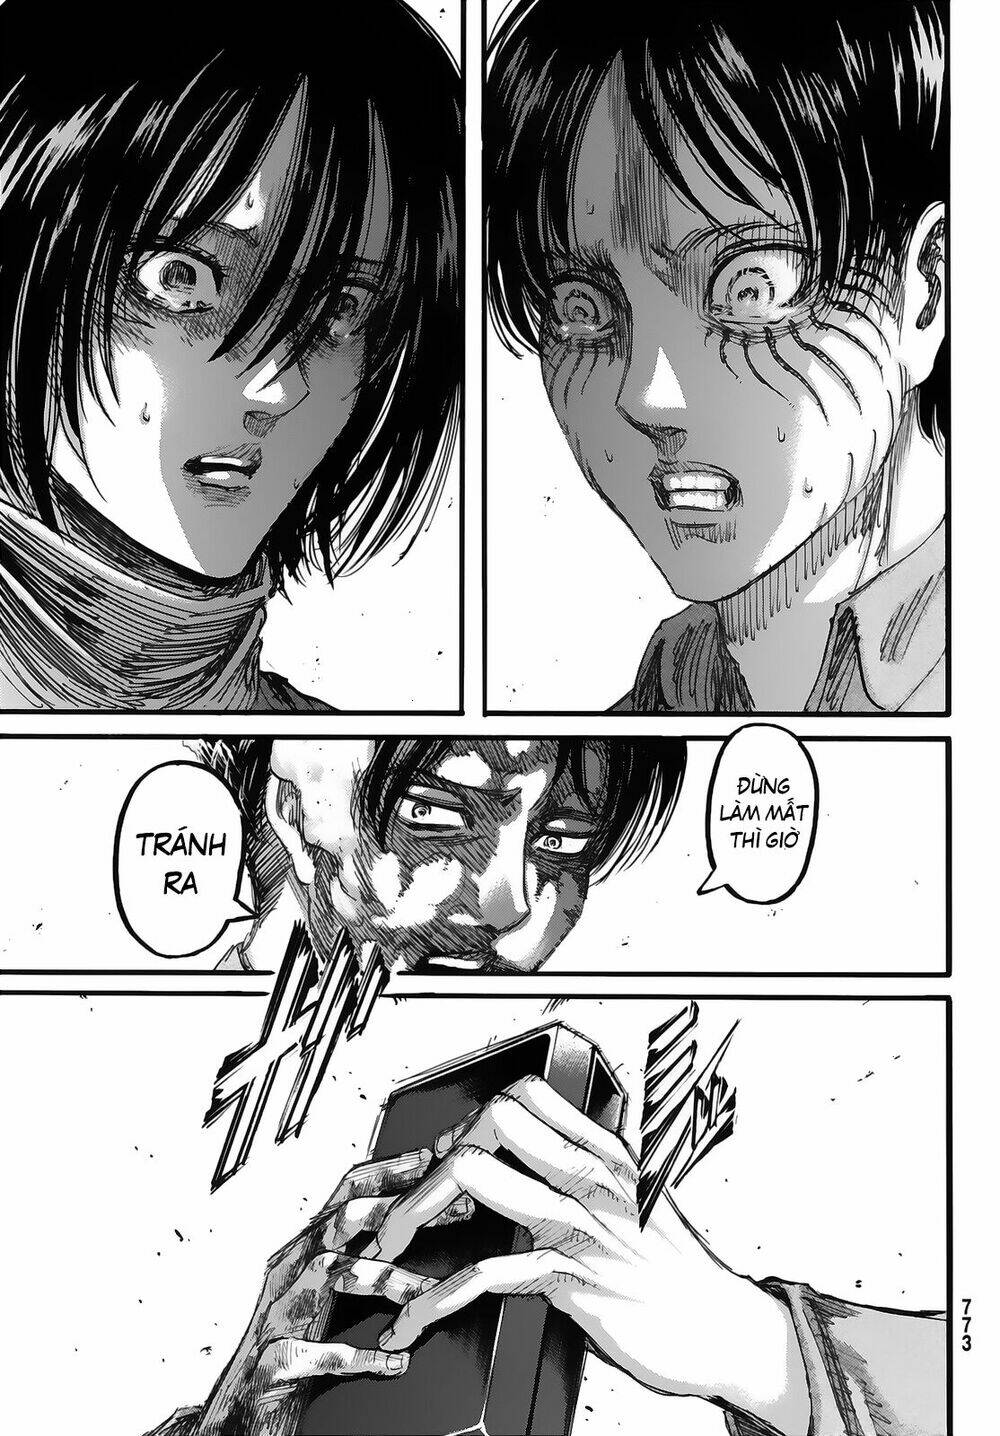 ĐỪNG
LÀM MẤT
THÌ GIỜ
TRÁNH
RA
773